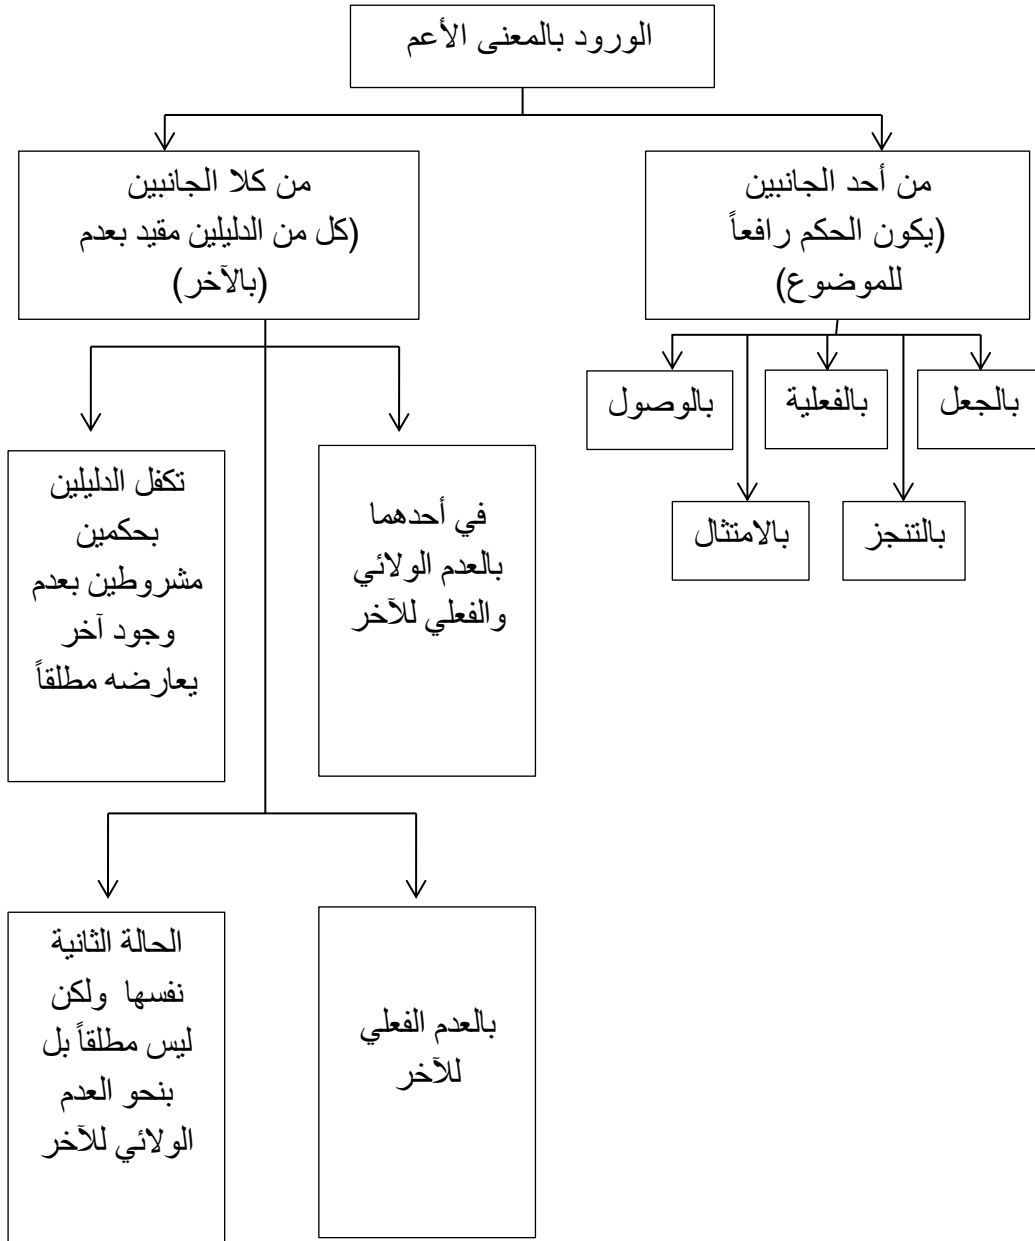 الورود بالمعنى الأعم
من أحد الجانبين
(يكون الحكم رافعاً
للموضوع)
من كلا الجانبين
(كل من الدليلين مقيد بعدم
(بالآخر)
بالجعل
بالفعلية
بالوصول
بالتنجز
بالامتثال
في أحدهما
بالعدم الولائي
والفعلي للآخر
تكفل الدليلين
بحكمين
مشروطين بعدم
وجود آخر
يعارضه مطلقاً
بالعدم الفعلي
للآخر
الحالة الثانية
نفسها ولكن
ليس مطلقاً بل
بنحو العدم
الولائي للآخر